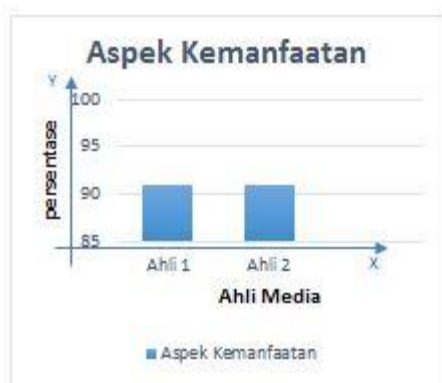 Aspek Kemanfaatan
Y
100
95
90
85
persentase
Ahli 1 Ahli 2 X
Ahli Media
Aspek Kemanfaatan